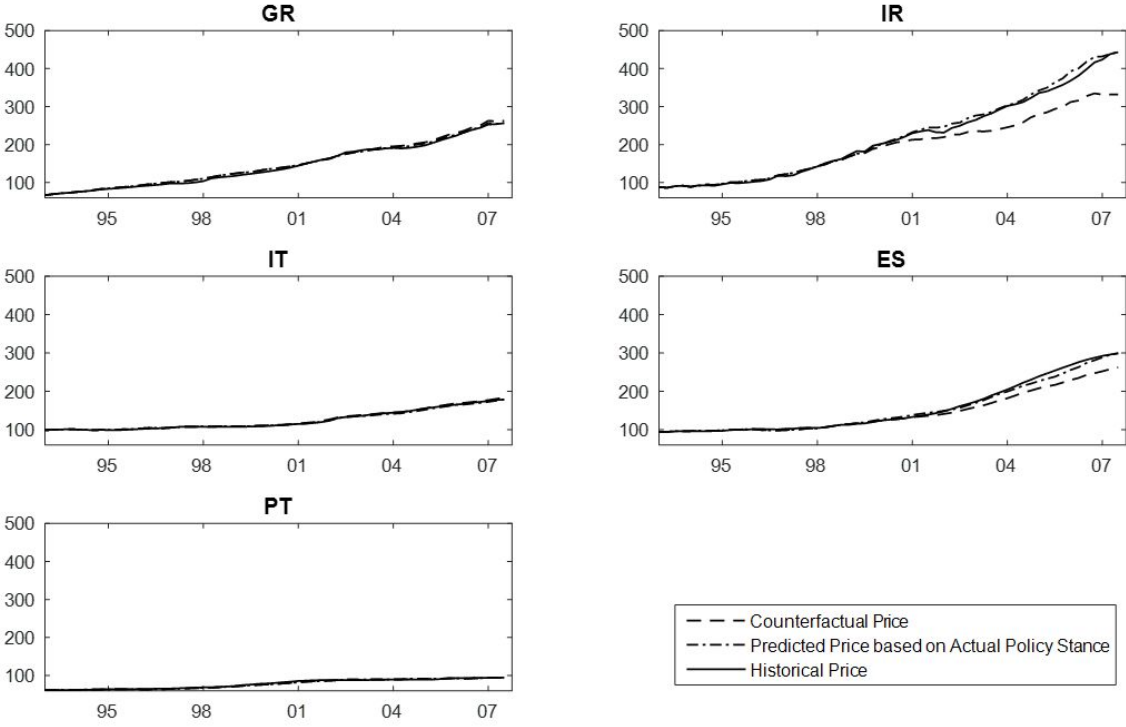 GR
500
400
300
200
100
95 98 01 04 07
IR
500
400
300
200
100
95 98 01 04 07
IT
500
400
300
200
100
95 98 01 04 07
ES
500
400
300
200
100
95 98 01 04 07
PT
500
400
300
200
100
95 98 01 04 07
Counterfactual Price
Predicted Price based on Actual Policy Stance
Historical Price